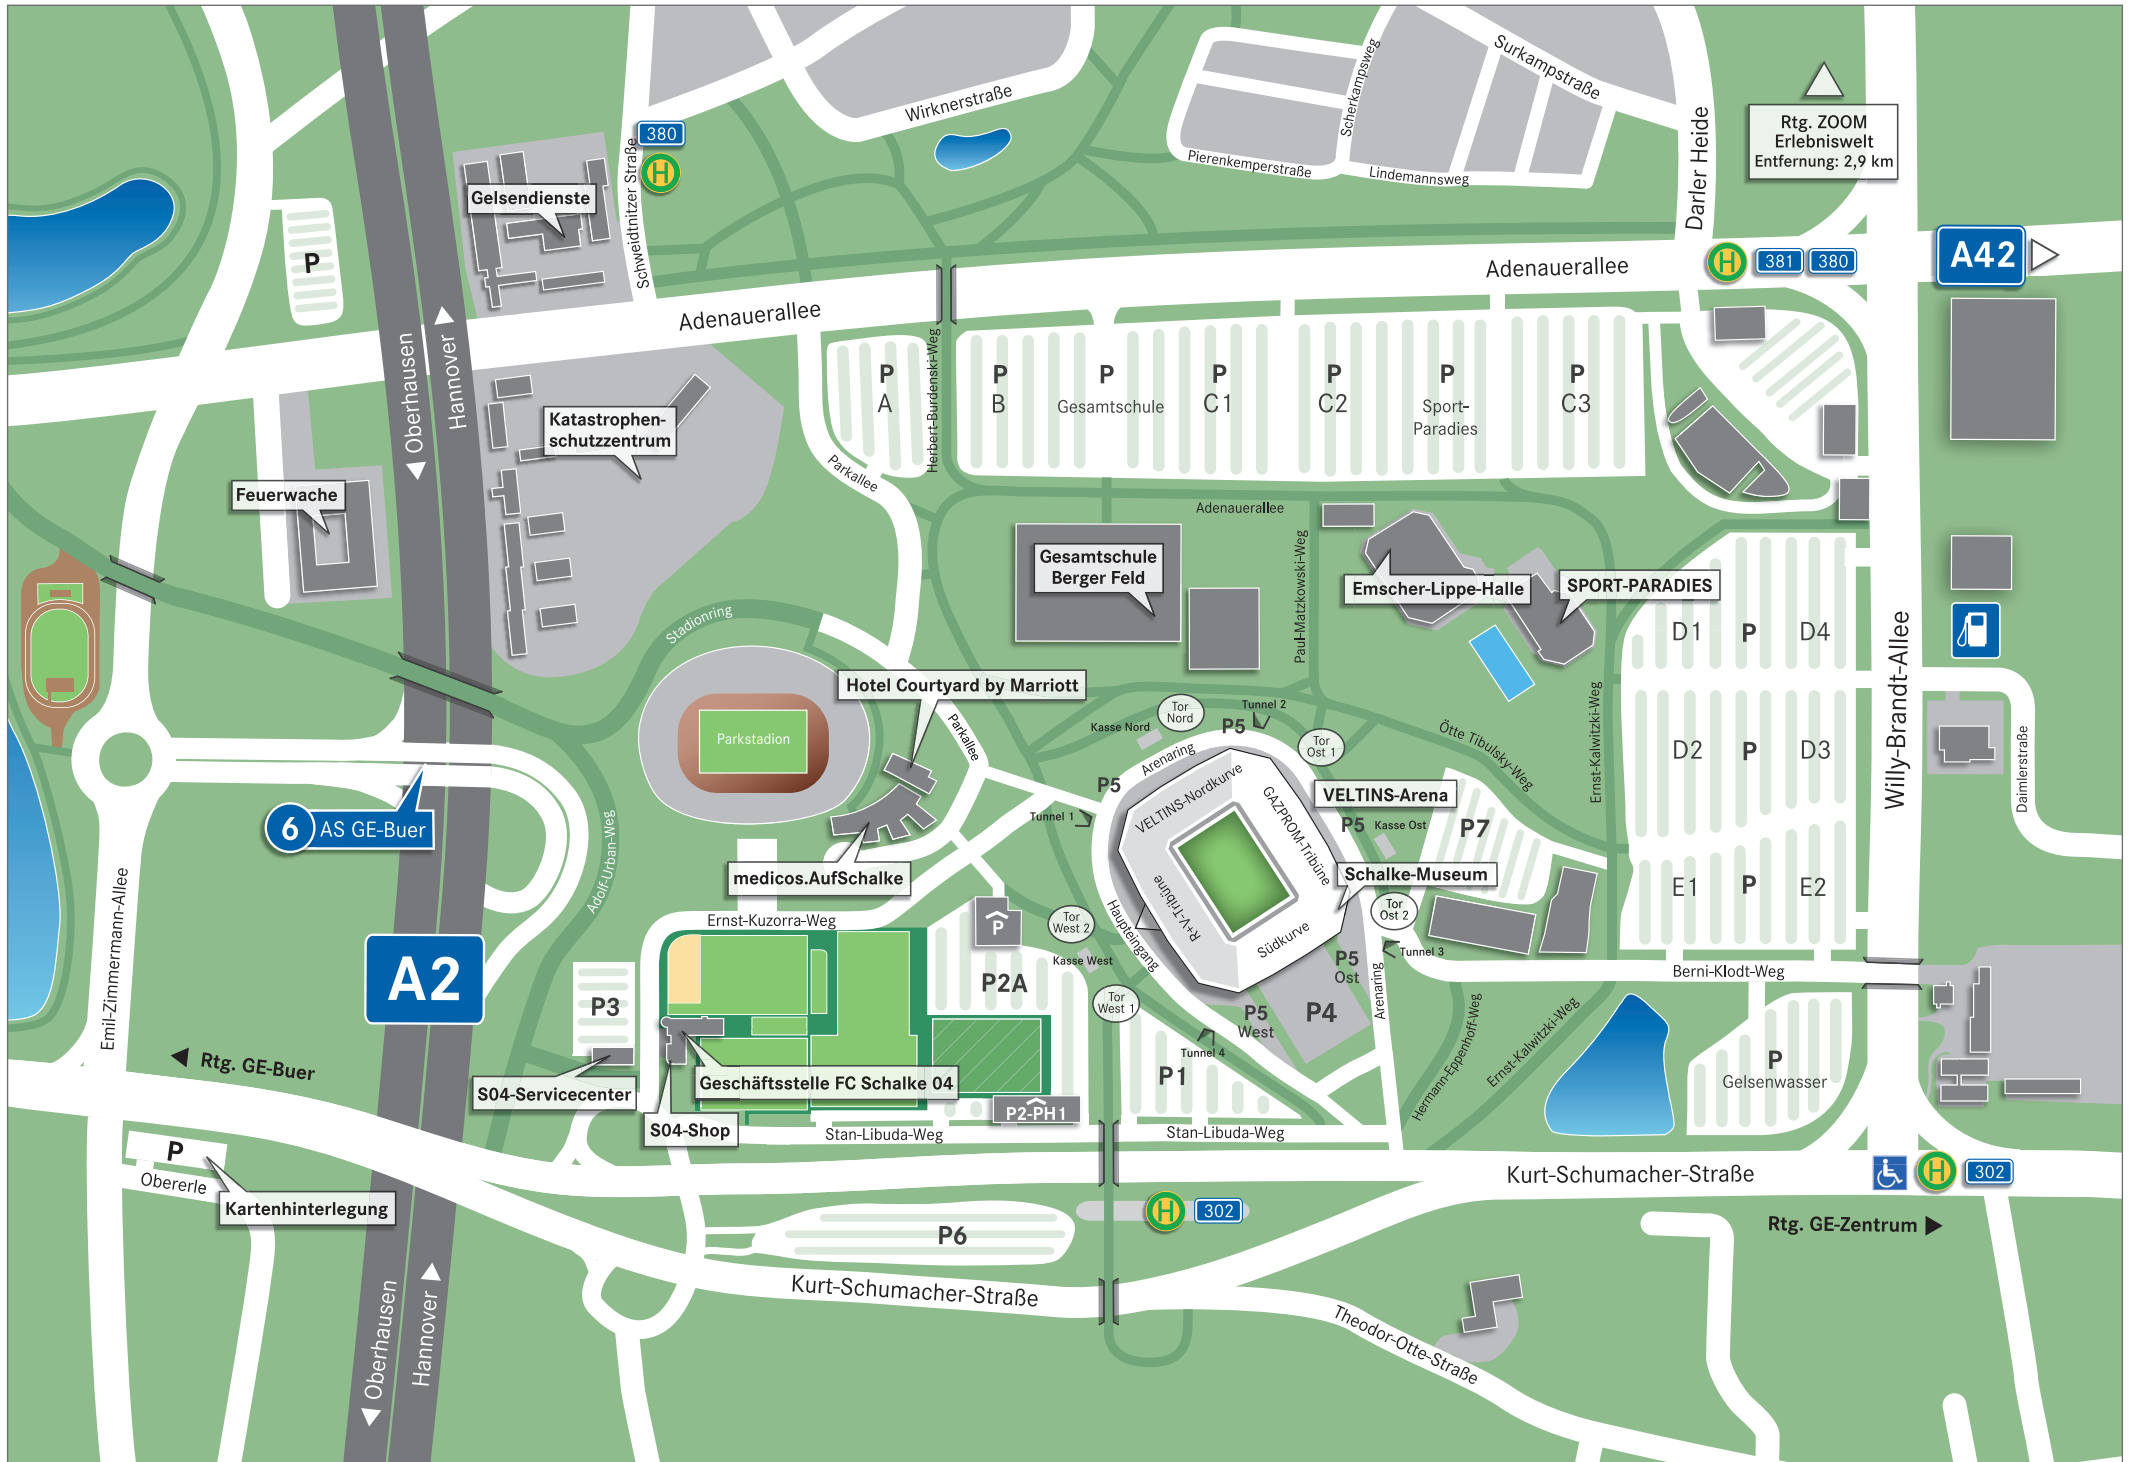 Wirknerstraße
Scherkampsweg
Surkampstraße
Pierenkemperstraße
Lindemannsweg
Darler Heide
Rtg. ZOOM
Erlebniswelt
Entfernung: 2,9 km
380
H
Schweidtnitzer Straße
Gelsendienste
P
H
381
380
A42
Adenauerallee
Adenauerallee
Oberhausen
Hannover
Herbert-Burdenski-Weg
P
A
P
B
P
Gesamtschule
P
C1
P
C2
P
Sport-
Paradies
P
C3
Katastrophen-
schutzzentrum
Parkallee
Feuerwache
Adenauerallee
Gesamtschule
Berger Feld
Paul-Matzkowski-Weg
Emscher-Lippe-Halle
SPORT-PARADIES
D1
P
D4
Willy-Brandt-Allee
Stadionring
Hotel Courtyard by Marriott
Parkallee
Parkstadion
Kasse Nord
Tor
Nord
Tunnel 2
P5
Tor
Ost 1
Ötte Tibulsky-Weg
Ernst-Kalwitzki-Weg
D2
P
D3
Daimlerstraße
Arenaring
P5
VELTINS-Nordkurve
GAZPROM-Tribüne
VELTINS-Arena
P5
Kasse Ost
P7
Tunnel 1
6
AS GE-Buer
Adolf-Urban-Weg
medicos.AufSchalke
Schalke-Museum
E1
P
E2
R+V-Tribüne
Südkurve
Haupteingang
Tor
Ost 2
Tunnel 3
Ernst-Kuzorra-Weg
P
Tor
West 2
Kasse West
P2A
Emil-Zimmermann-Allee
A2
P3
Tor
West 1
P5
Ost
P4
Arenaring
P5
West
Tunnel 4
Berni-Klodt-Weg
Hermann-Eppenhoff-Weg
Ernst-Kalwitzki-Weg
P
Gelsenwasser
Rtg. GE-Buer
P1
S04-Servicecenter
Geschäftsstelle FC Schalke 04
P2-PH1
S04-Shop
Stan-Libuda-Weg
Stan-Libuda-Weg
P
Obererle
Kartenhinterlegung
Kurt-Schumacher-Straße
H
302
H
302
Rtg. GE-Zentrum
P6
Kurt-Schumacher-Straße
Theodor-Otte-Straße
Oberhausen
Hannover